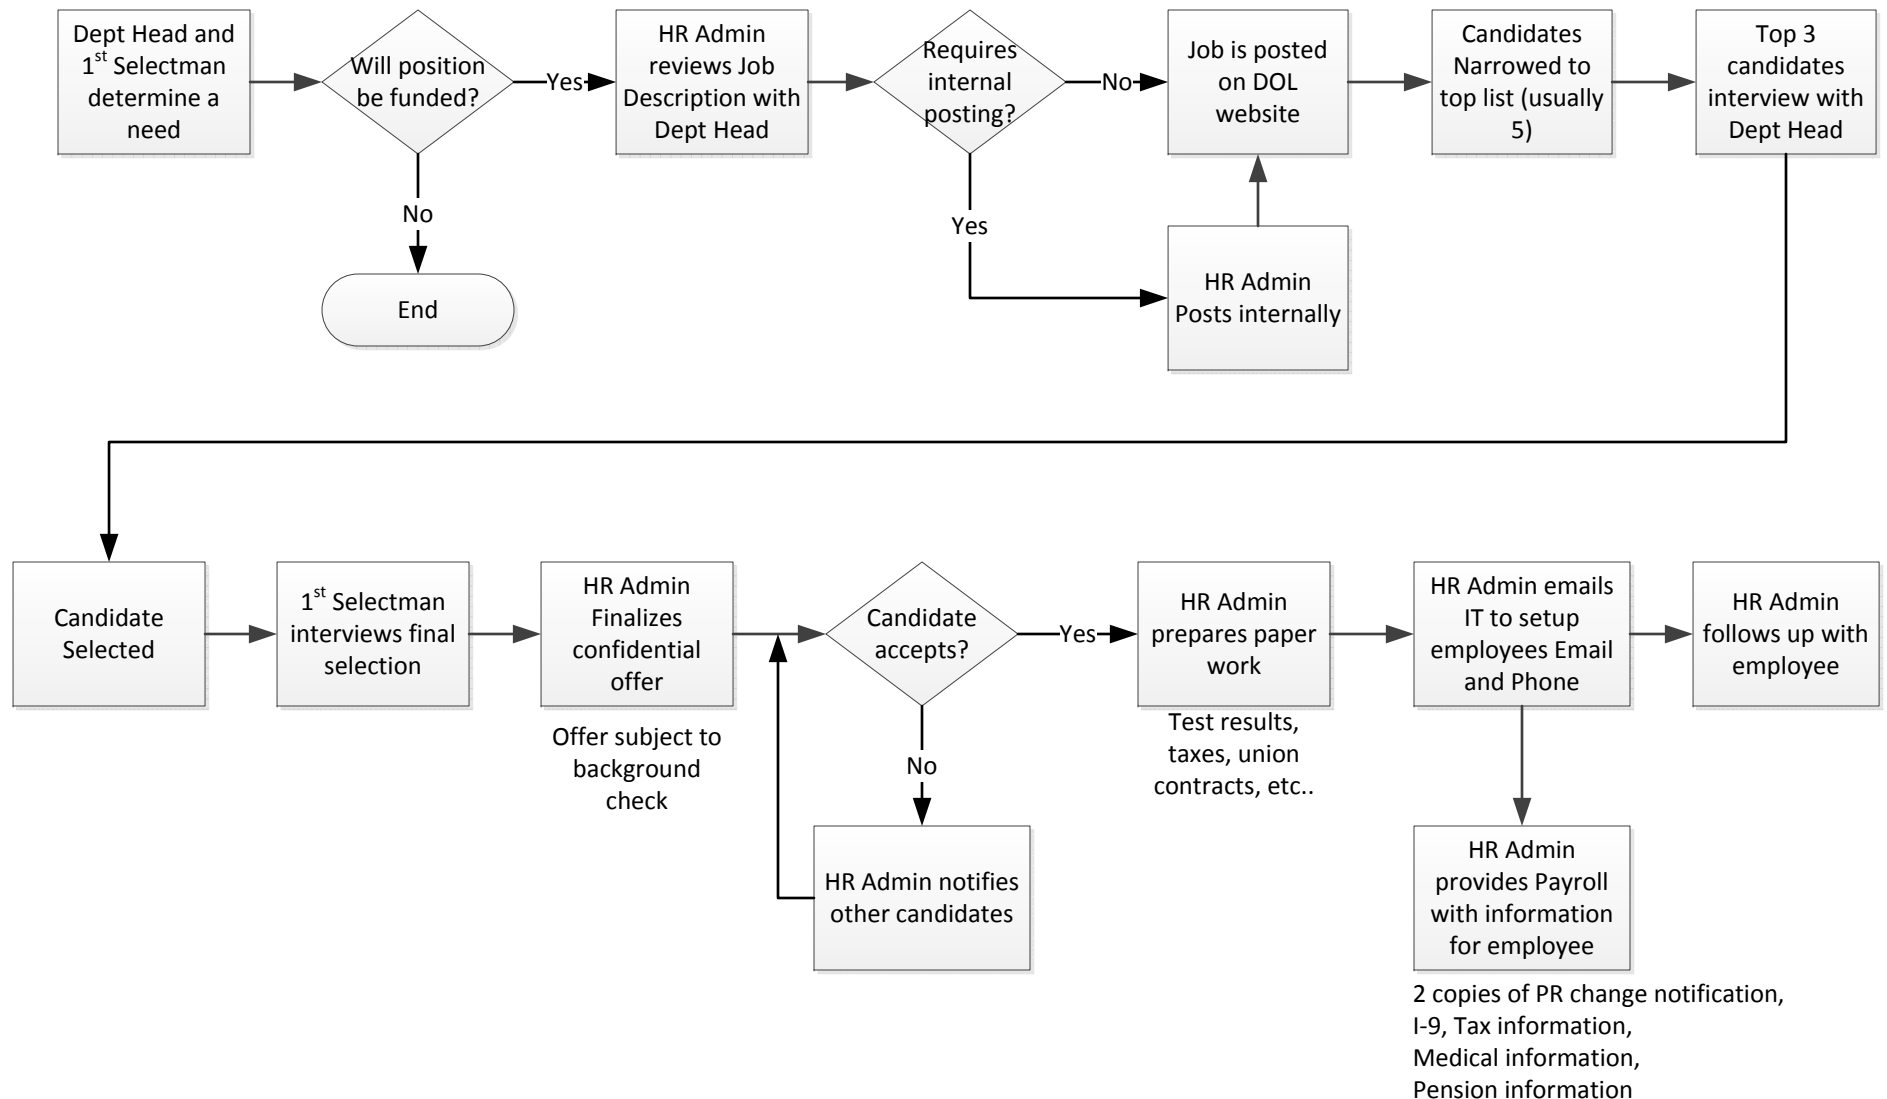 Dept Head and
1st Selectman
determine a
need
Will position
be funded?
Yes
HR Admin
reviews Job
Description with
Dept Head
Requires
internal
posting?
No
Job is posted
on DOL
website
Candidates
Narrowed to
top list (usually
5)
Top 3
candidates
interview with
Dept Head
No
Yes
End
HR Admin
Posts internally
Candidate
Selected
1st Selectman
interviews final
selection
HR Admin
Finalizes
confidential
offer
Offer subject to
background
check
Candidate
accepts?
Yes
HR Admin
prepares paper
work
Test results,
taxes, union
contracts, etc..
HR Admin emails
IT to setup
employees Email
and Phone
HR Admin
follows up with
employee
No
HR Admin notifies
other candidates
HR Admin
provides Payroll
with information
for employee
2 copies of PR change notification,
I-9, Tax information,
Medical information,
Pension information